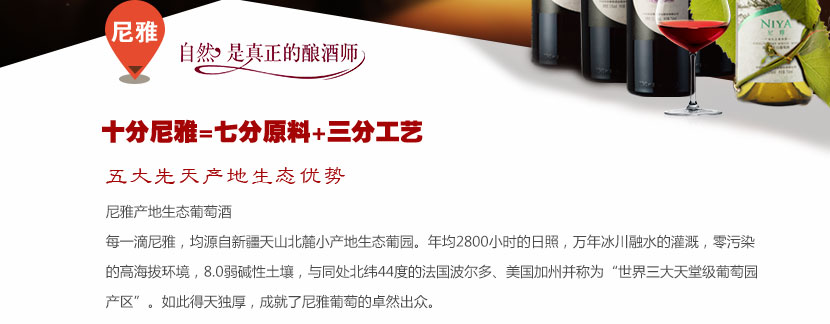 尼雅
自然，是真正的酿酒师
NIYA
尼雅
十分尼雅=七分原料+三分工艺
五大先天产地生态优势
尼雅产地生态葡萄酒
每一滴尼雅，均源自新疆天山北麓小产地生态葡园。年均2800小时的日照，万年冰川融水的灌溉，零污染
的高海拔环境，8.0弱碱性土壤，与同处北纬44度的法国波尔多、美国加州并称为“世界三大天堂级葡萄园
产区”。如此得天独厚，成就了尼雅葡萄的卓然出众。